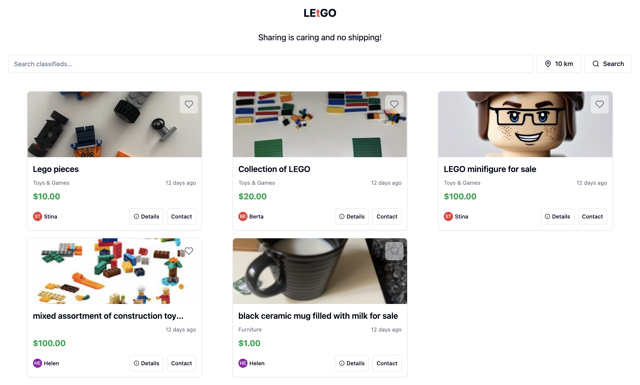 LEtGO
Sharing is caring and no shipping!
Search classifieds...
10 km
Search
Lego pieces
Toys & Games
12 days ago
$10.00
ST
Stina
Details
Contact
Collection of LEGO
Toys & Games
12 days ago
$20.00
BE
Berta
Details
Contact
LEGO minifigure for sale
Toys & Games
12 days ago
$100.00
ST
Stina
Details
Contact
mixed assortment of construction toy...
12 days ago
$100.00
HE
Helen
Details
Contact
black ceramic mug filled with milk for sale
Furniture
12 days ago
$1.00
HE
Helen
Details
Contact